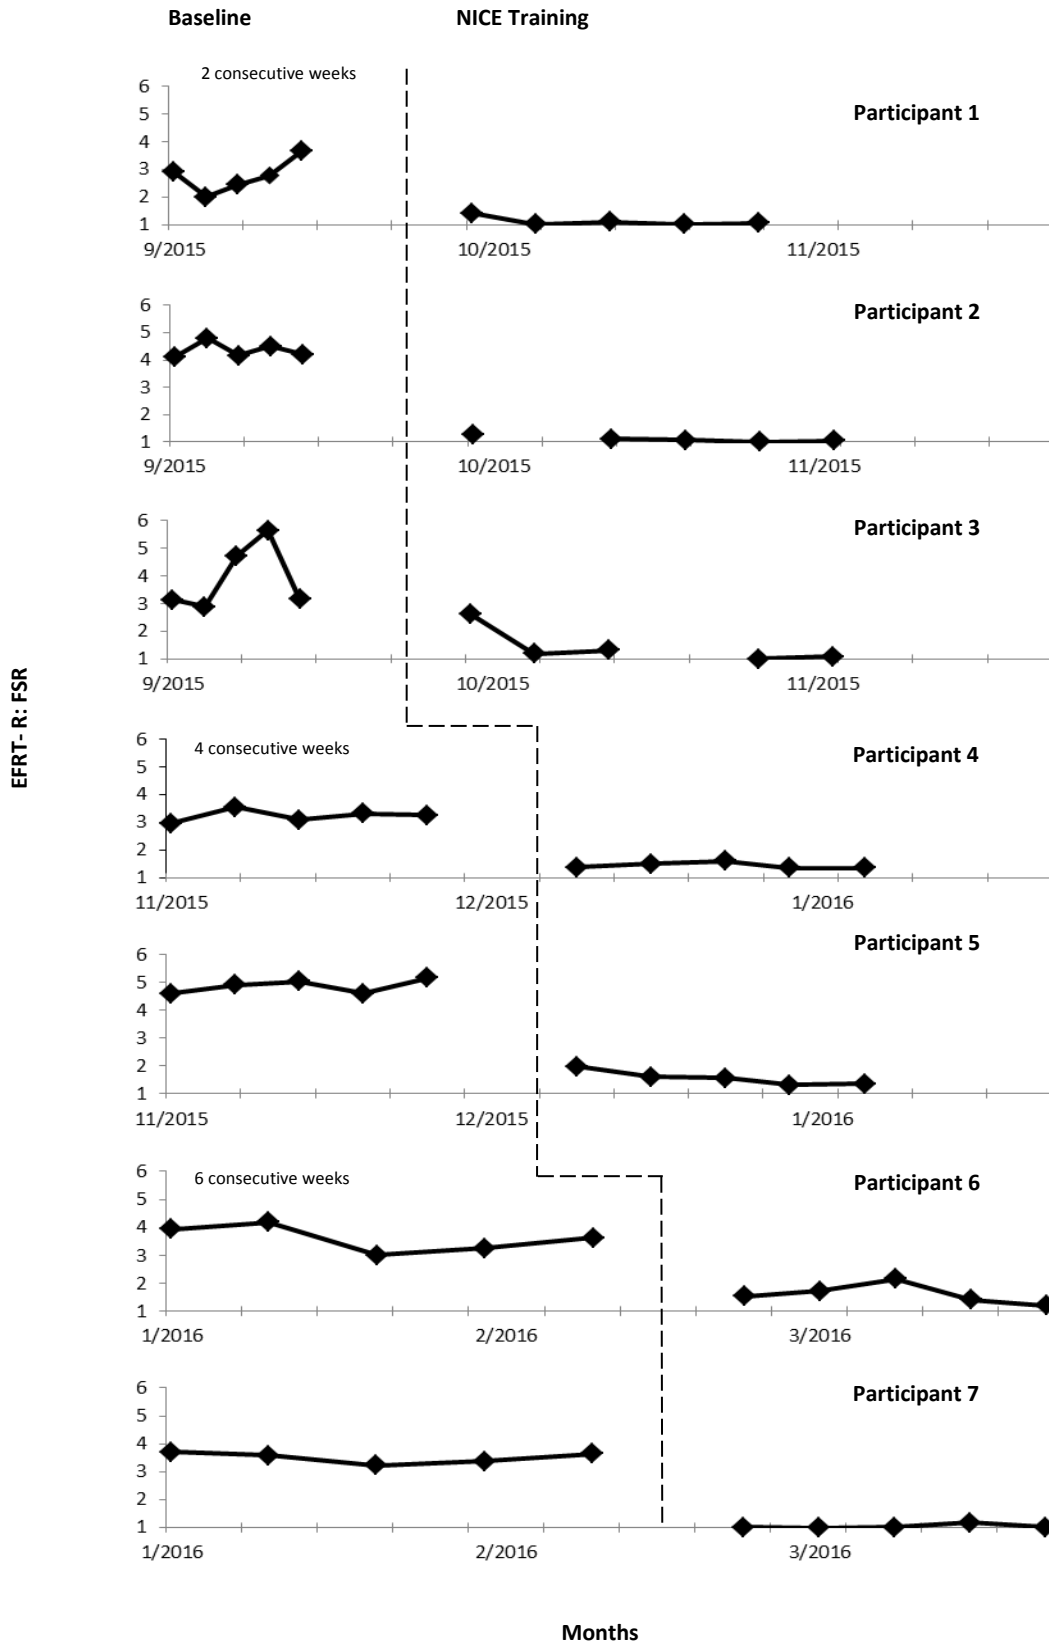 Baseline NICE Training
2 consecutive weeks
Participant 1
6
5
4
3
2
1
9/2015 10/2015 11/2015
Participant 2
6
5
4
3
2
1
9/2015 10/2015 11/2015
Participant 3
6
5
4
3
2
1
9/2015 10/2015 11/2015
EFRT- R: FSR
4 consecutive weeks
Participant 4
6
5
4
3
2
1
11/2015 12/2015 1/2016
Participant 5
6
5
4
3
2
1
11/2015 12/2015 1/2016
6 consecutive weeks
Participant 6
6
5
4
3
2
1
1/2016 2/2016 3/2016
Participant 7
6
5
4
3
2
1
1/2016 2/2016 3/2016
Months